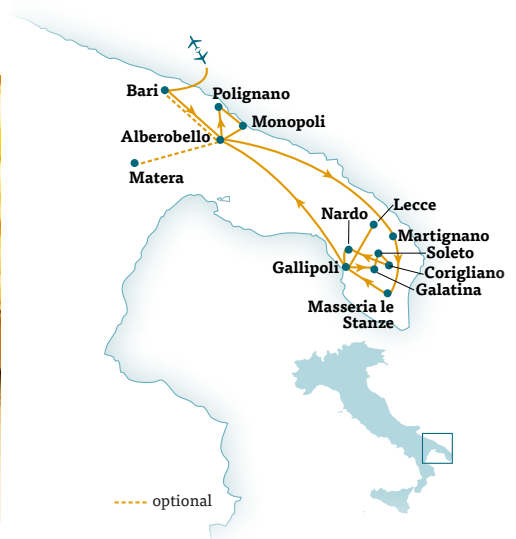 Bari
Polignano
Monopoli
Alberobello
Matera
Lecce
Nardo
Martignano
Soleto
Gallipoli
Corigliano
Galatina
Masseria le
Stanze
optional